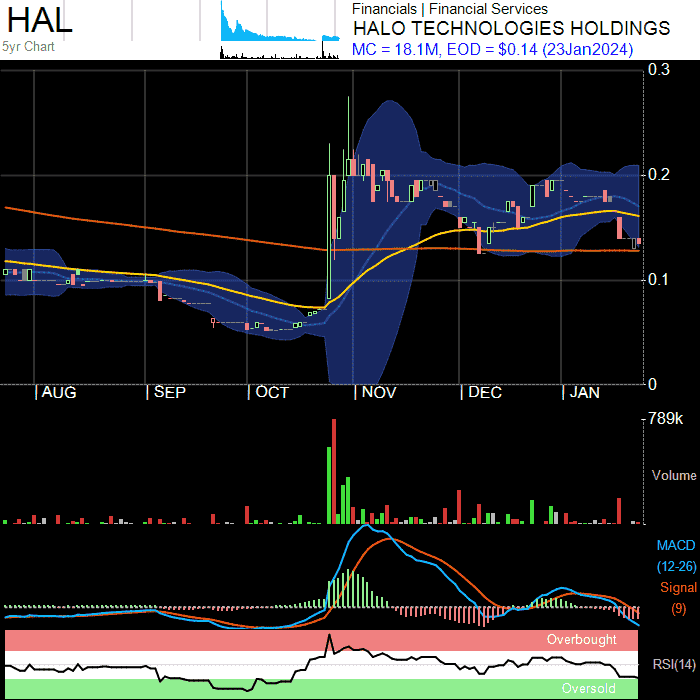 HAL
5yr Chart
Financials | Financial Services
HALO TECHNOLOGIES HOLDINGS
MC = 18.1M, EOD = $0.14 (23Jan2024)
0.3
0.2
0.1
0
| AUG | SEP | OCT | NOV | DEC | JAN
789k
Volume
MACD
(12-26)
Signal
(9)
Overbought
RSI(14)
Oversold